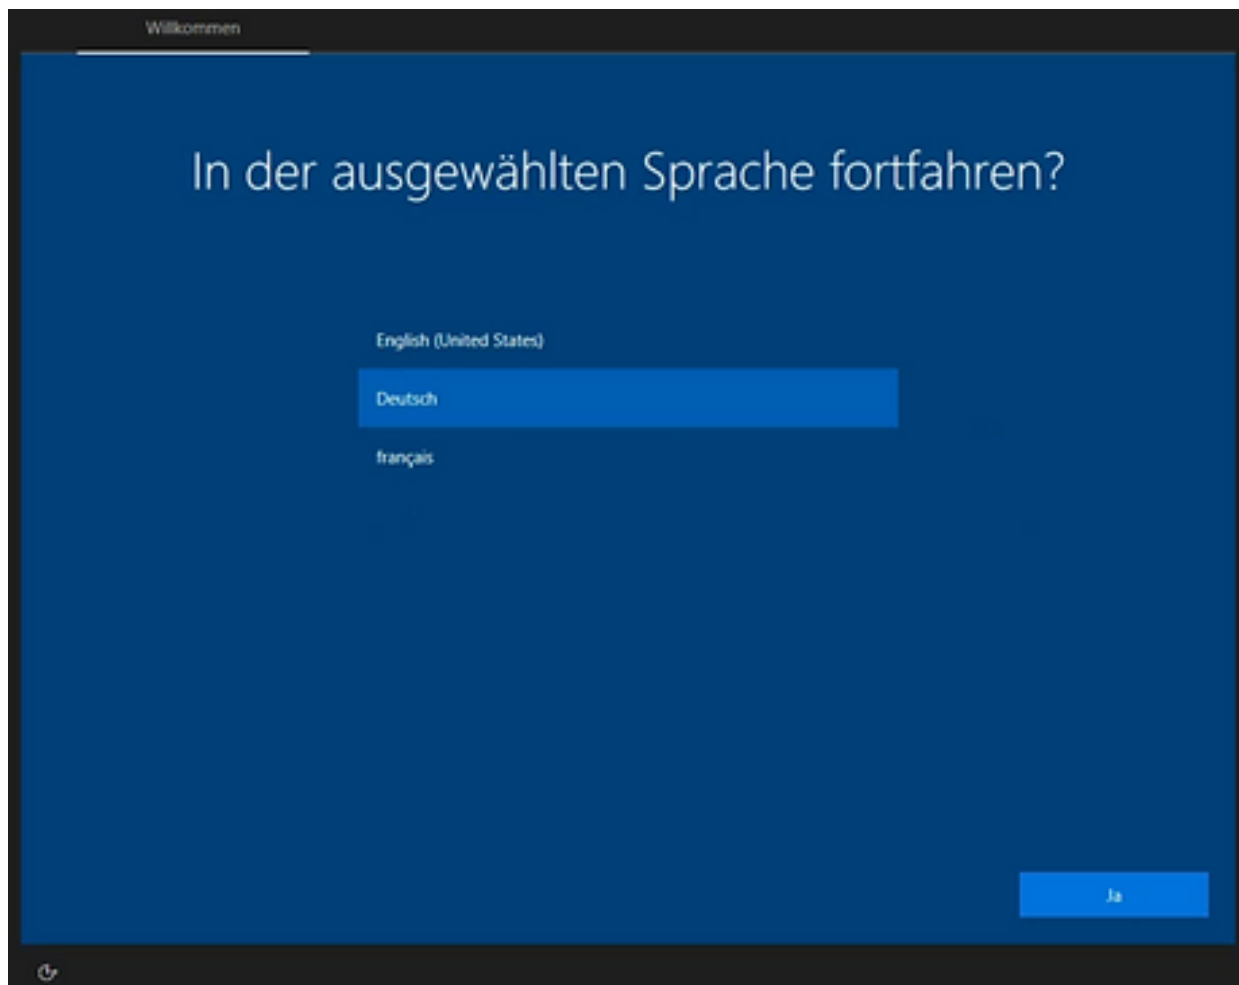 Willkommen
In der ausgewählten Sprache fortfahren?
English (United States)
Deutsch
français
Ja